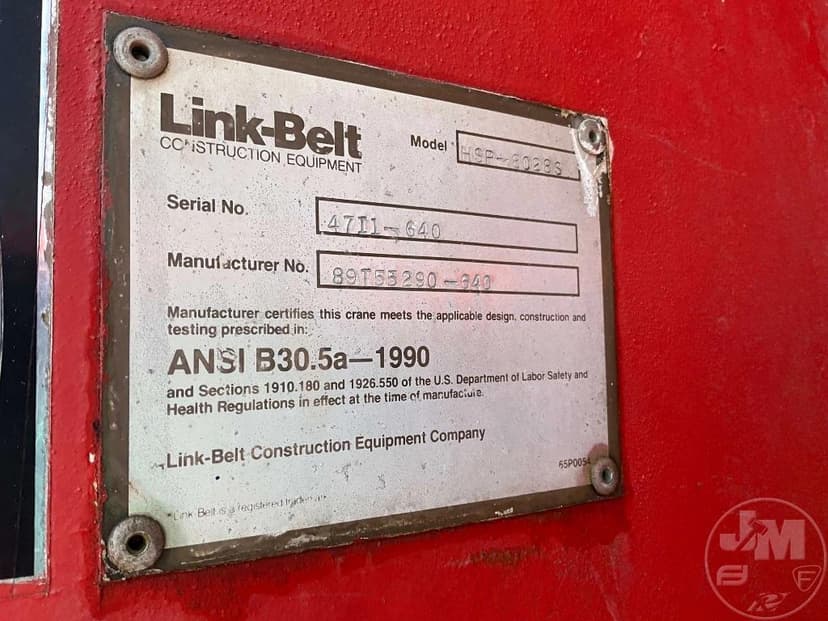 Link-Belt
CONSTRUCTION EQUIPMENT
Model HSP-8028S
Serial No. 47I1-640
Manufacturer No. 89T55290-640
Manufacturer certifies this crane meets the applicable design, construction and
testing prescribed in:
ANSI B30.5a—1990
and Sections 1910.180 and 1926.550 of the U.S. Department of Labor Safety and
Health Regulations in effect at the time of manufacture.
Link-Belt Construction Equipment Company
65P0054
Link-Belt is a registered trademark
JM